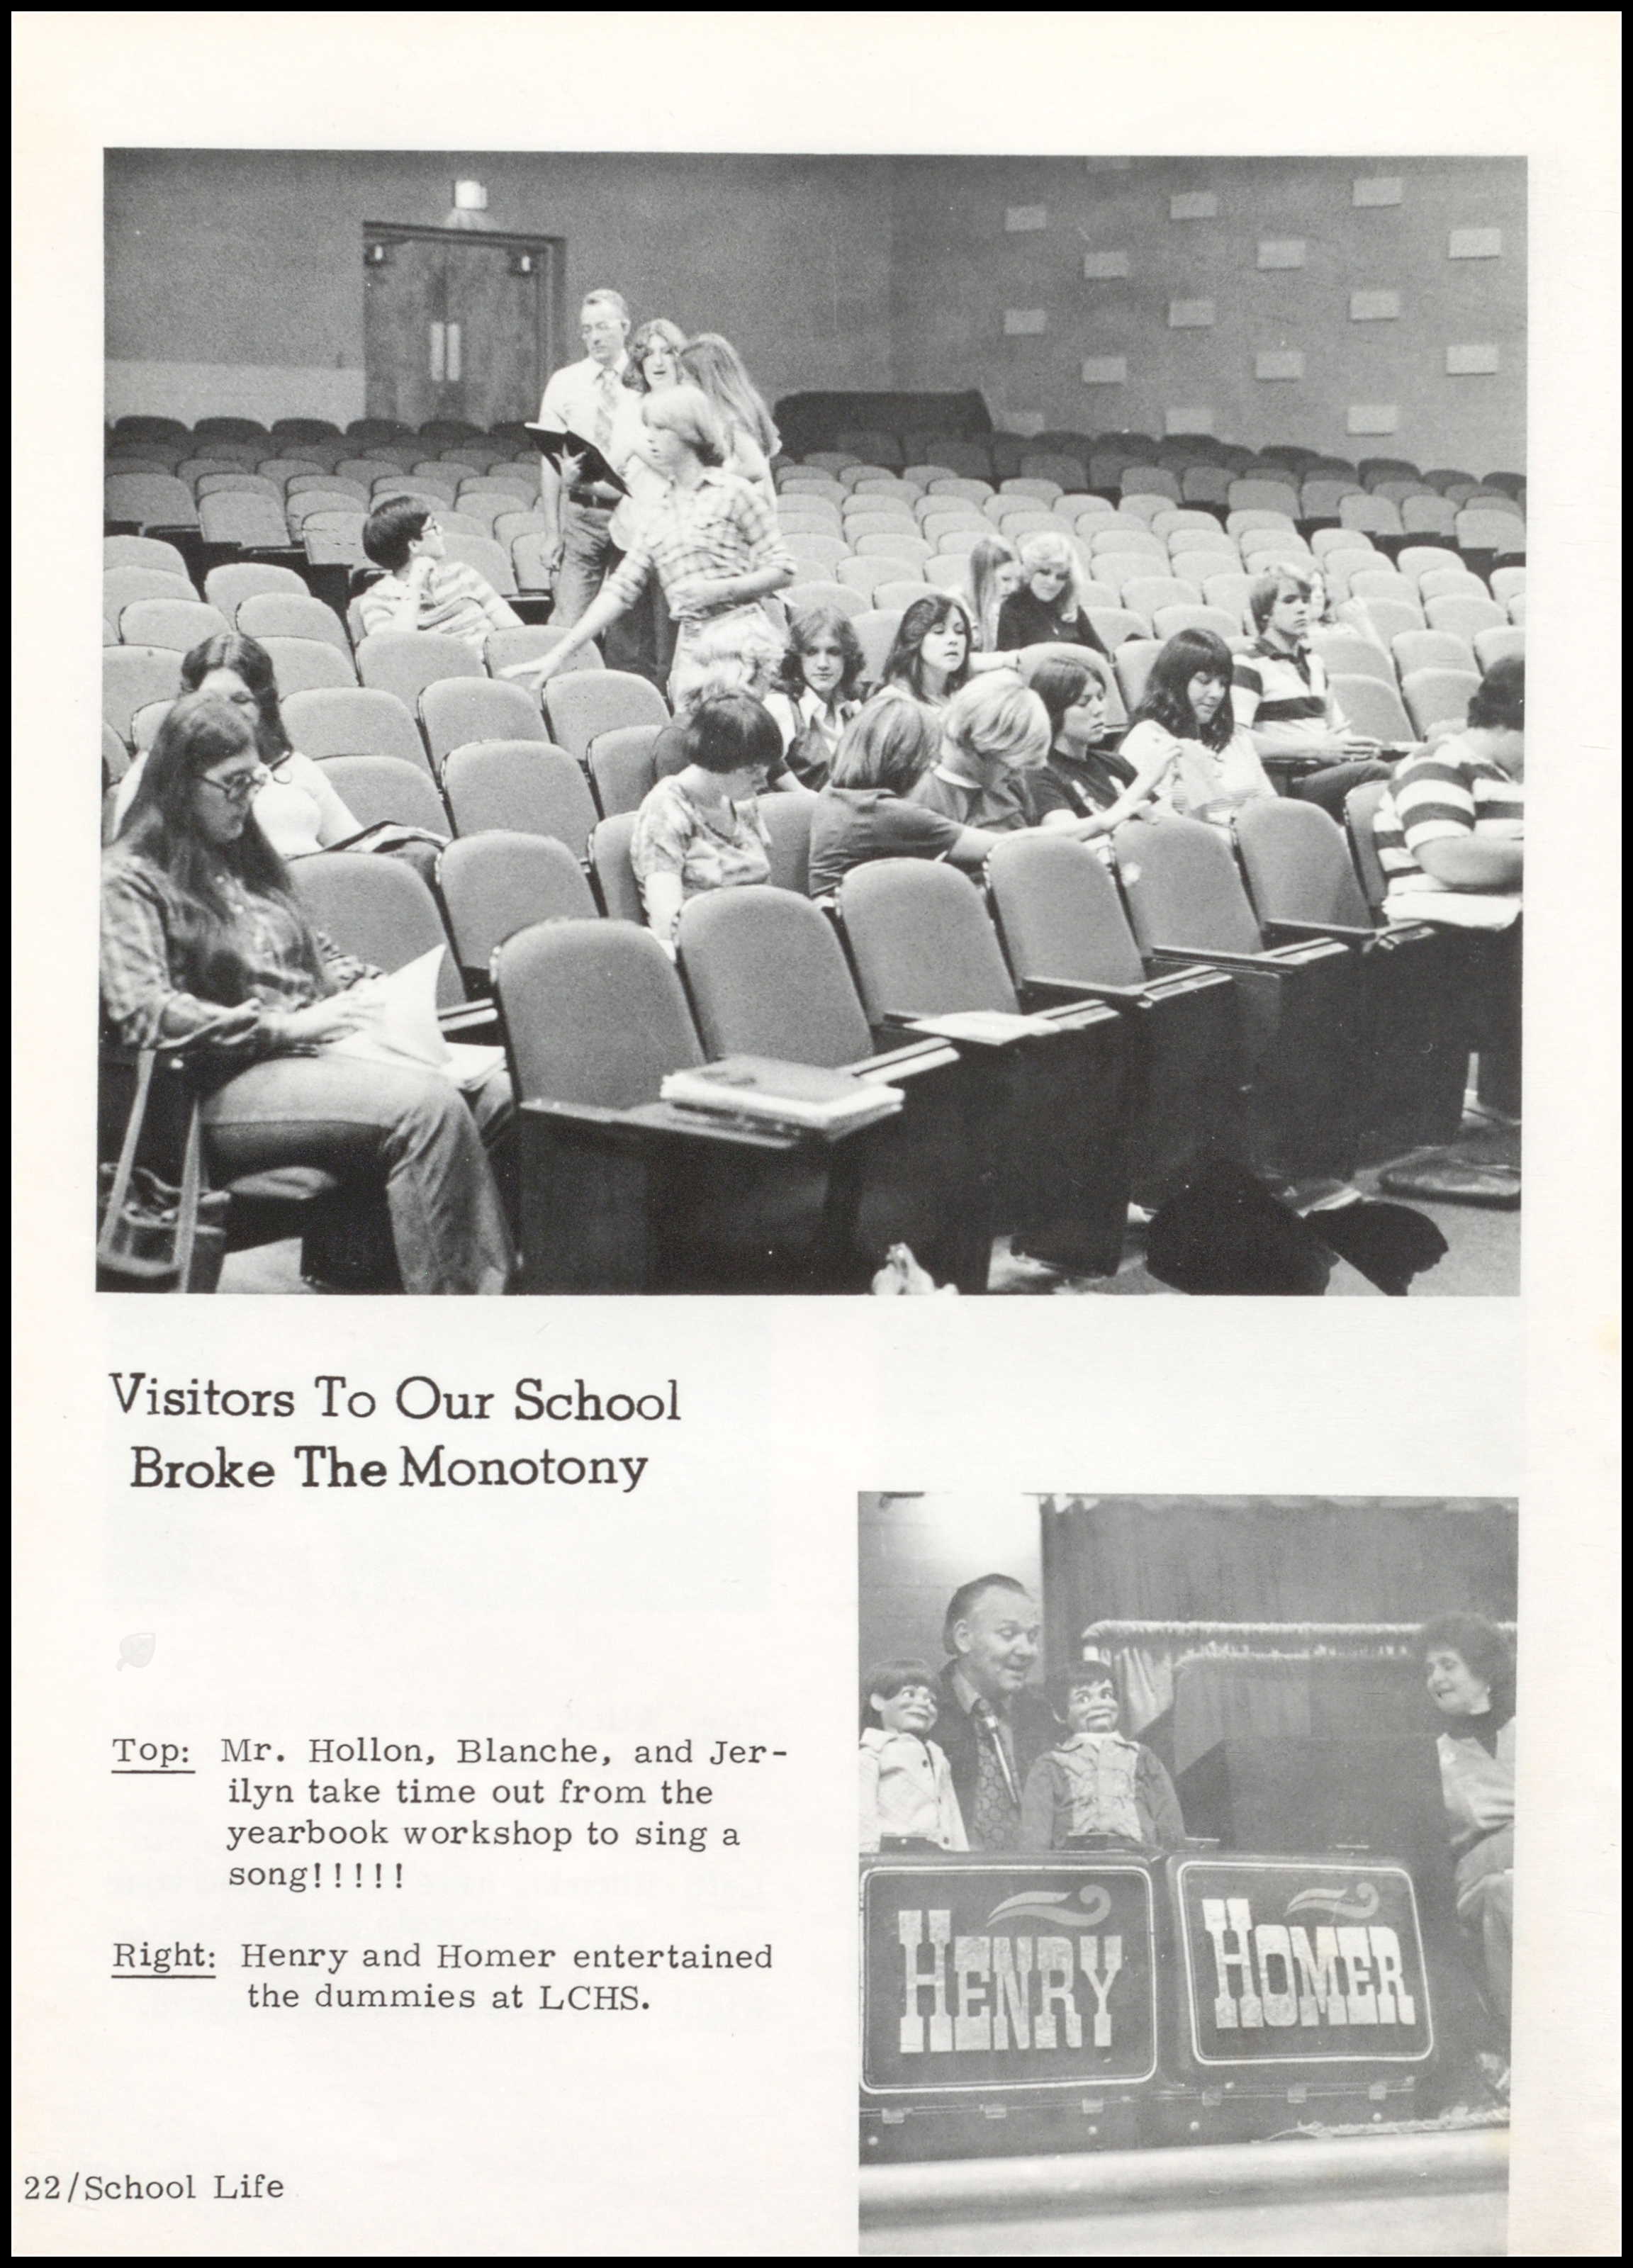 Visitors To Our School
Broke The Monotony
Top: Mr. Hollon, Blanche, and Jer-
ilyn take time out from the
yearbook workshop to sing a
song!!!!!
Right: Henry and Homer entertained
the dummies at LCHS.
HENRY
HOMER
22/School Life